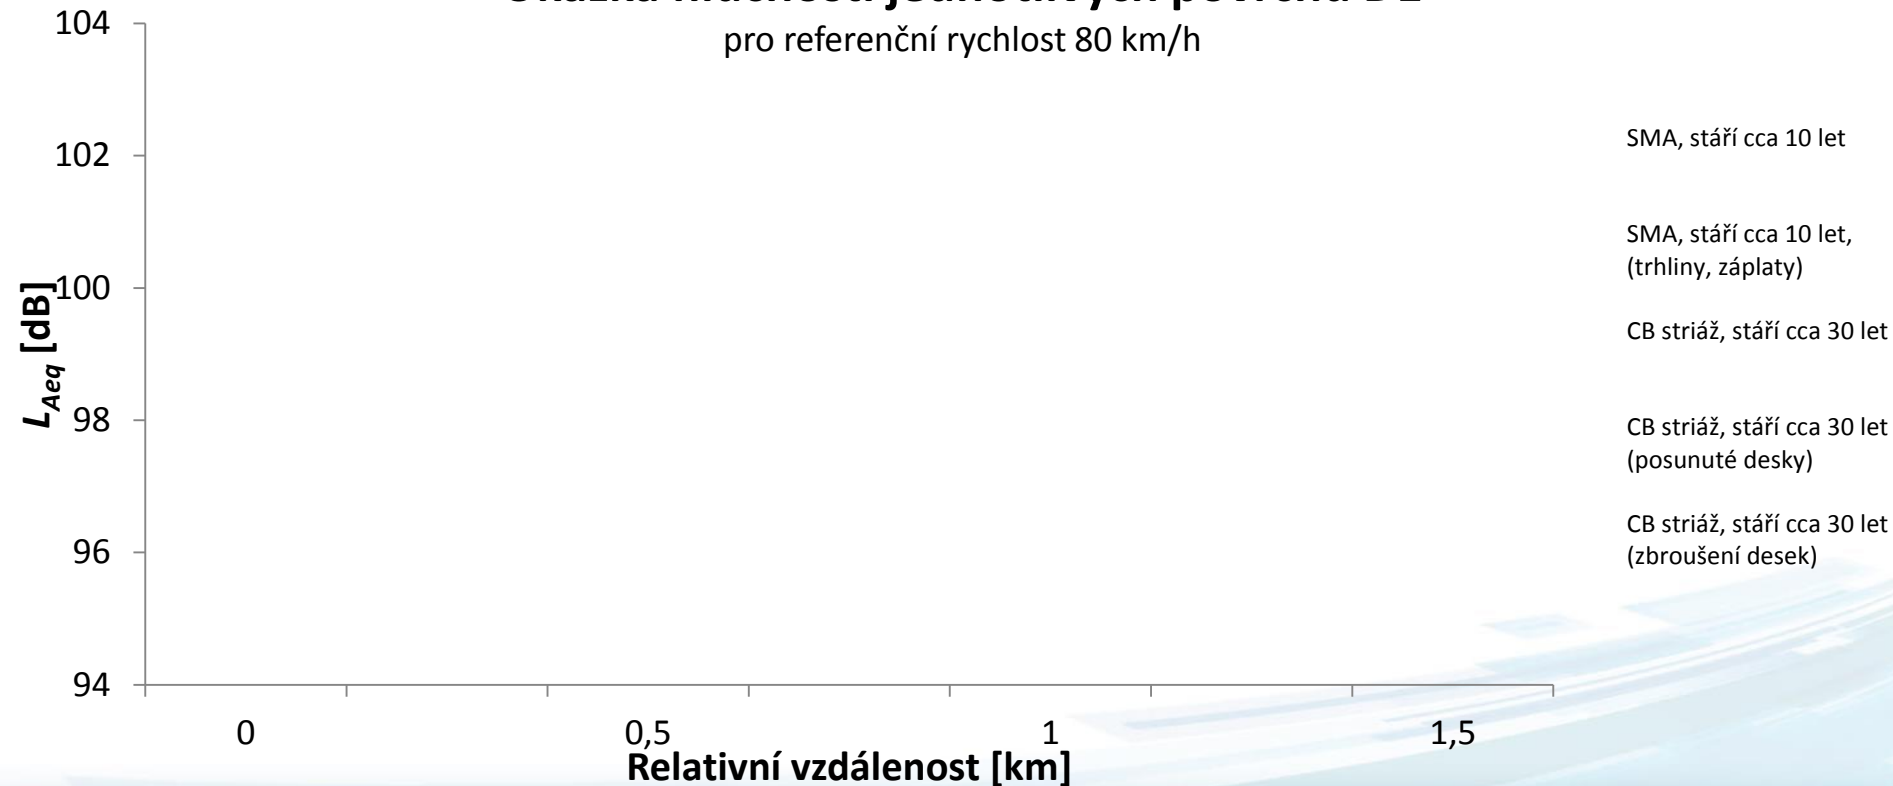 pro referenční rychlost 80 km/h
104
102
100
98
96
94
L_Aeq [dB]
0
0,5
1
1,5
Relativní vzdálenost [km]
SMA, stáří cca 10 let
SMA, stáří cca 10 let,
(trhliny, záplaty)
CB striáž, stáří cca 30 let
CB striáž, stáří cca 30 let
(posunuté desky)
CB striáž, stáří cca 30 let
(zbroušení desek)